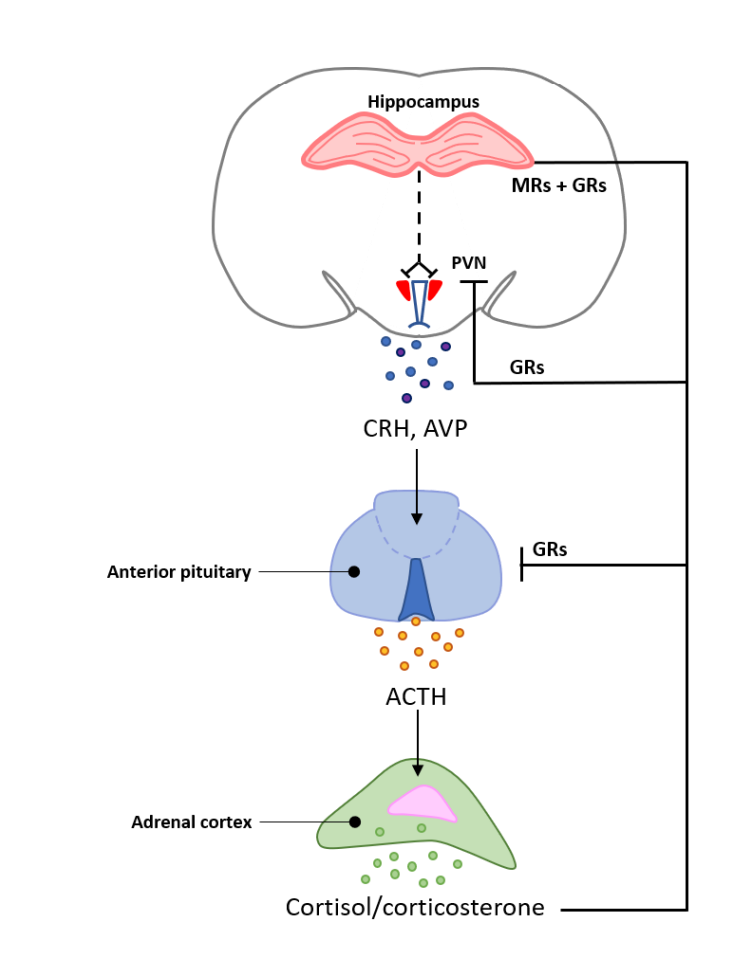 Hippocampus
MRs + GRs
PVN
GRs
CRH, AVP
GRs
Anterior pituitary
ACTH
Adrenal cortex
Cortisol/corticosterone